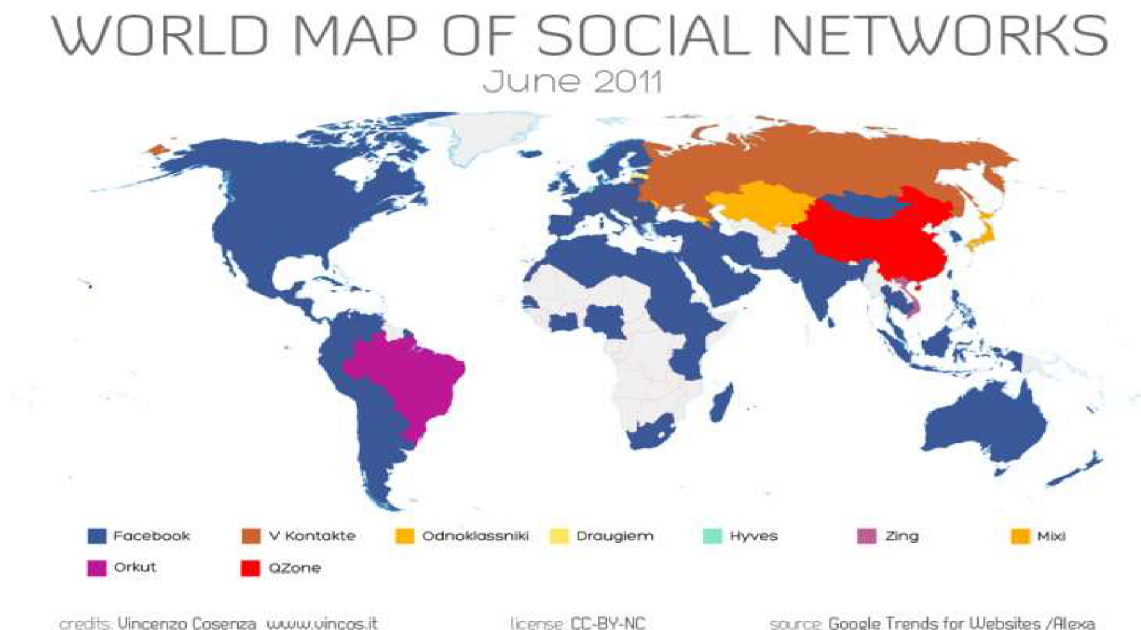 WORLD MAP OF SOCIAL NETWORKS
June 2011
Facebook V Kontakte Odnoklassniki Draugiem Hyves Zing Mixi
Orkut QZone
credits: Vincenzo Cosenza www.vincos.it license: CC-BY-NC source: Google Trends for Websites /Alexa